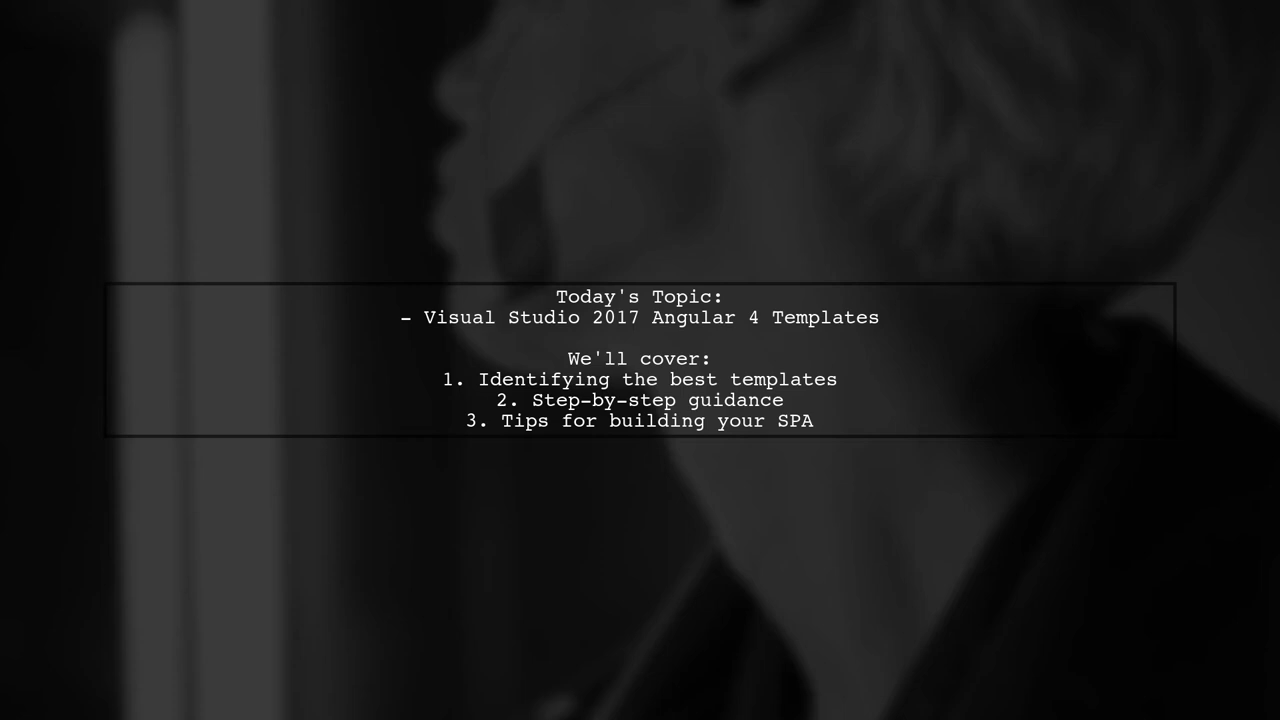 Today's Topic:
- Visual Studio 2017 Angular 4 Templates
We'll cover:
1. Identifying the best templates
2. Step-by-step guidance
3. Tips for building your SPA